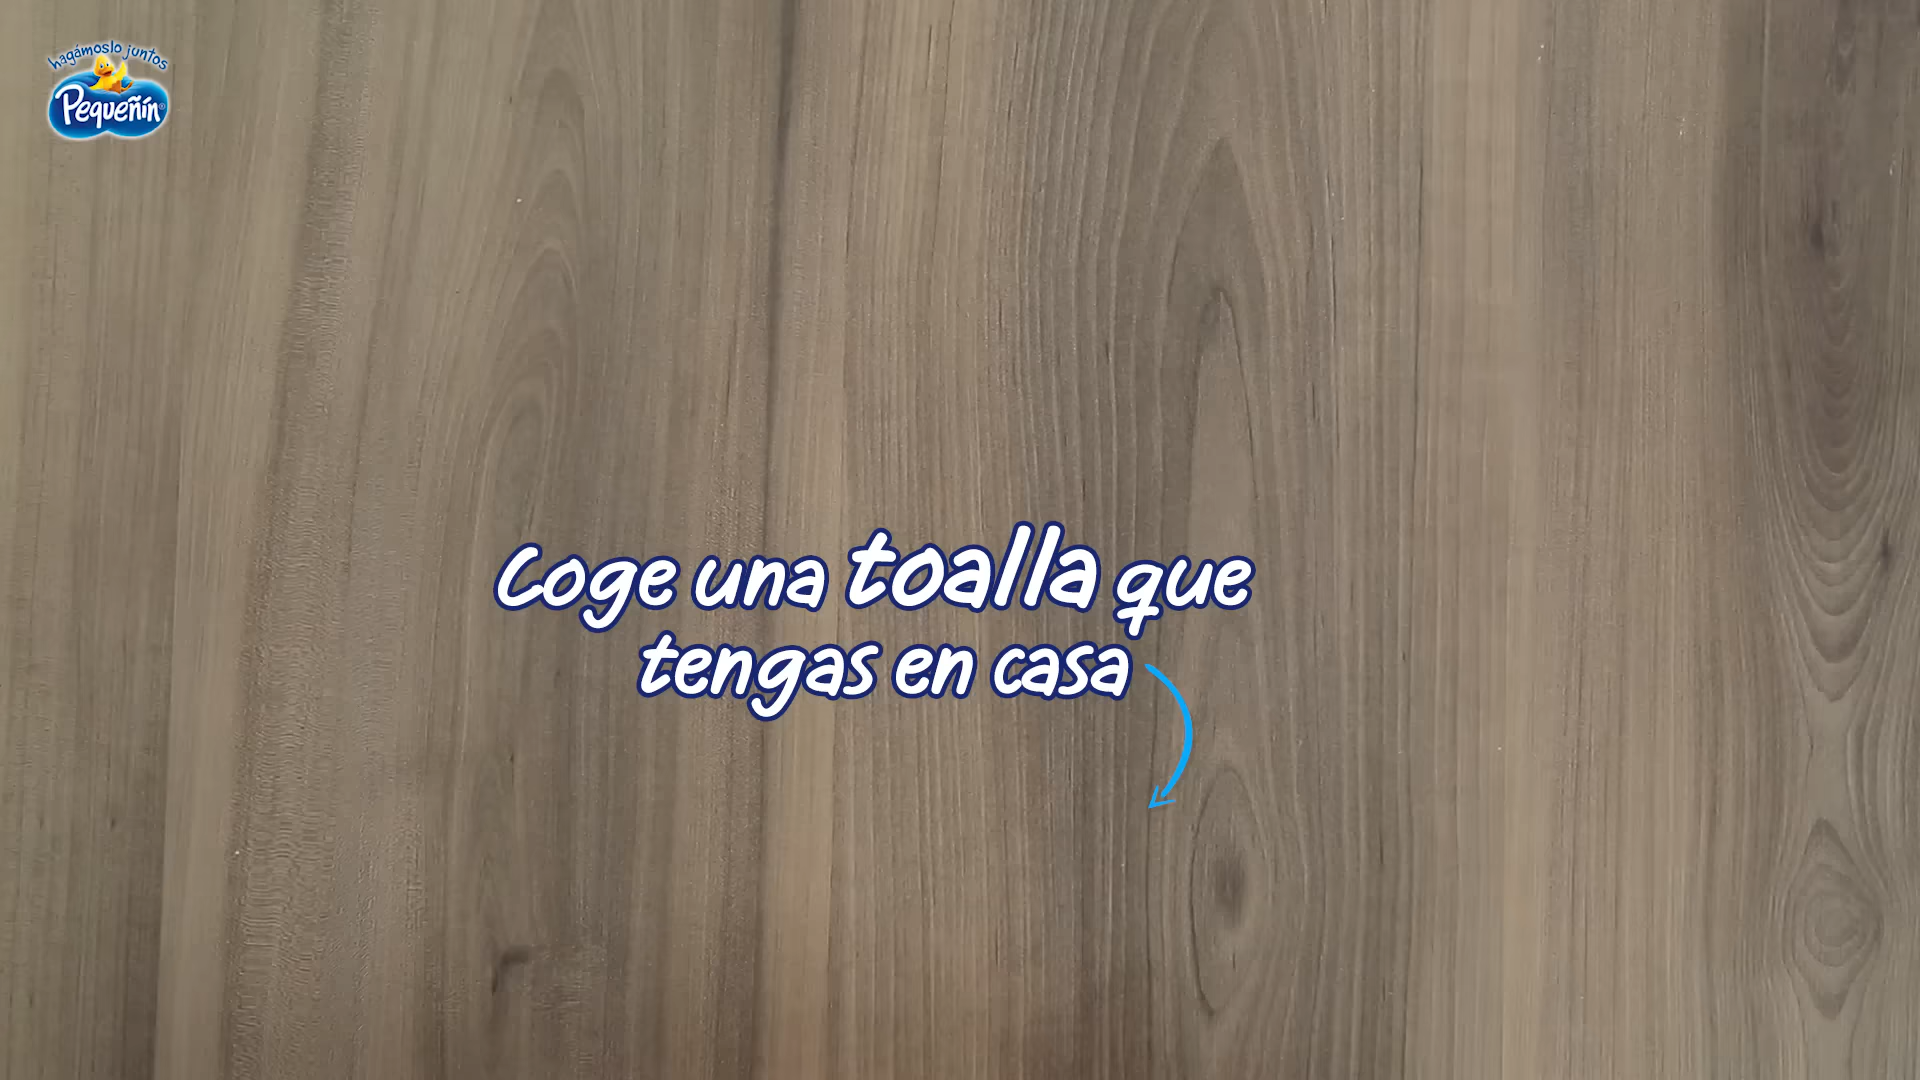 hagámoslo juntos
Pequeñín®
Coge una toalla que
tengas en casa